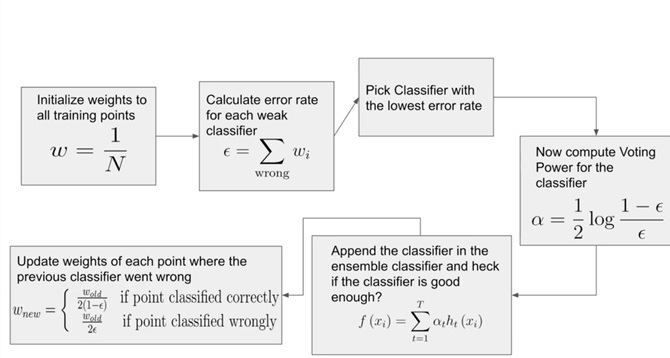 Initialize weights to
all training points
w = 1/N
Calculate error rate
for each weak
classifier
ϵ = ∑ w_i
wrong
Pick Classifier with
the lowest error rate
Now compute Voting
Power for the
classifier
α = 1/2 log (1 − ϵ)/ϵ
Append the classifier in the
ensemble classifier and heck
if the classifier is good
enough?
f (x_i) = ∑_{t=1}^{T} α_t h_t (x_i)
Update weights of each point where the
previous classifier went wrong
w_new = { w_old/2(1−ϵ) if point classified correctly
w_old/2ϵ if point classified wrongly